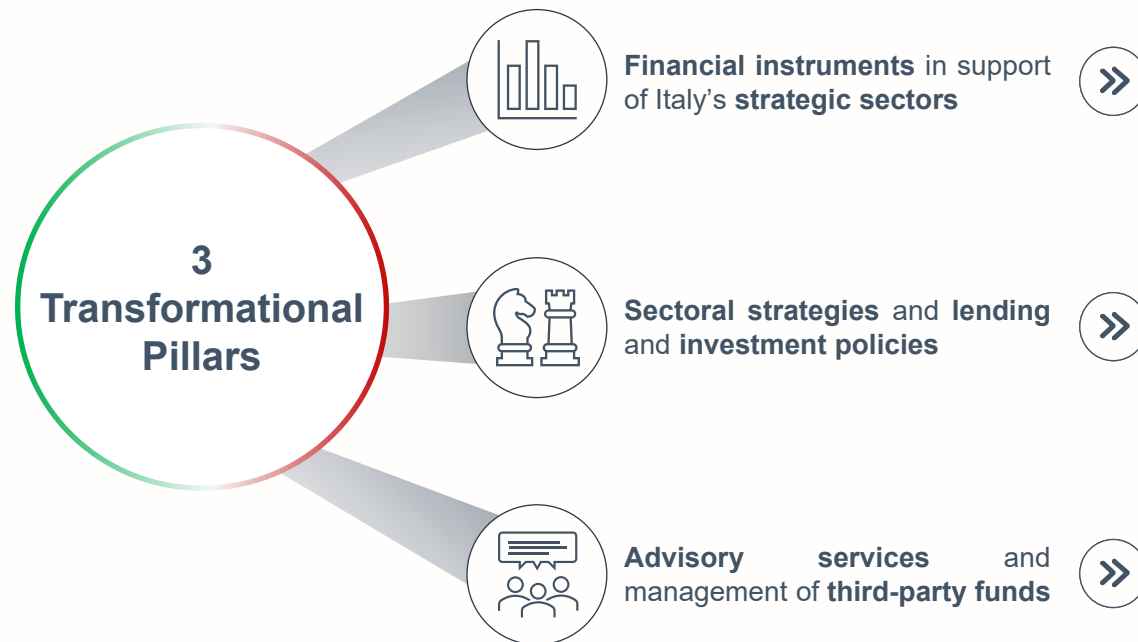 3
Transformational
Pillars
Financial instruments in support
of Italy's strategic sectors
Sectoral strategies and lending
and investment policies
Advisory services and
management of third-party funds